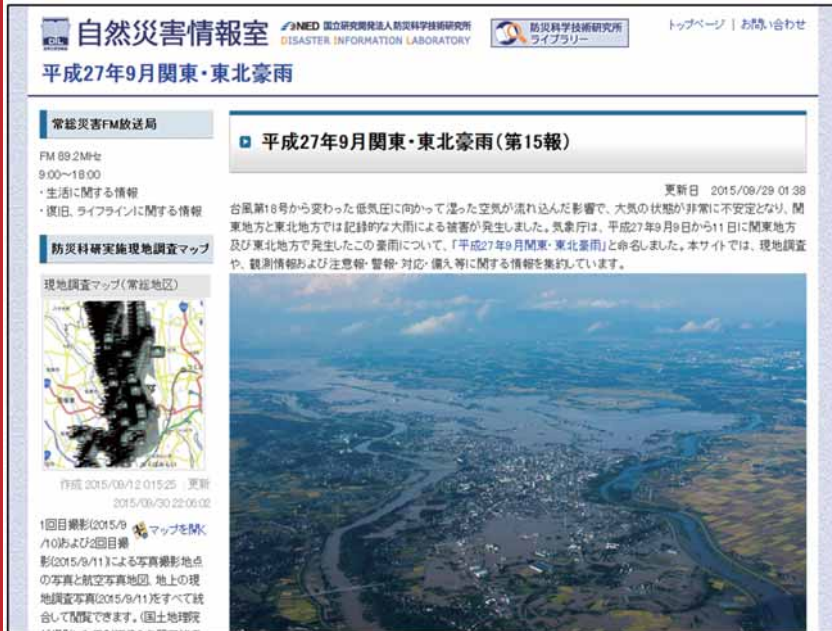 自然災害情報室
NIED 国立研究開発法人防災科学技術研究所
DISASTER INFORMATION LABORATORY
防災科学技術研究所
ライブラリー
トップページ | お問い合わせ
平成27年9月関東・東北豪雨
常総災害FM放送局
FM 89.2MHz
9:00〜18:00
・生活に関する情報
・復旧、ライフラインに関する情報
防災科研実施現地調査マップ
現地調査マップ(常総地区)
作成 2015/09/12 01:52:5 更新
2015/09/30 22:06:02
1回目撮影(2015/9
マップを開く
/10)および2回目撮
影(2015/9/11)による写真撮影地点
の写真と航空写真地図、地上の現
地調査写真(2015/9/11)をすべて統
合して閲覧できます。(国土地理院
平成27年9月関東・東北豪雨(第15報)
更新日 2015/09/29 01:38
台風第18号から変わった低気圧に向かって湿った空気が流れ込んだ影響で、大気の状態が非常に不安定となり、関
東地方と東北地方では記録的な大雨による被害が発生しました。気象庁は、平成27年9月9日から11日に関東地方
及び東北地方で発生したこの豪雨について、「平成27年9月関東・東北豪雨」と命名しました。本サイトでは、現地調査
や、観測情報および注意報・警報・対応・備え等に関する情報を集約しています。